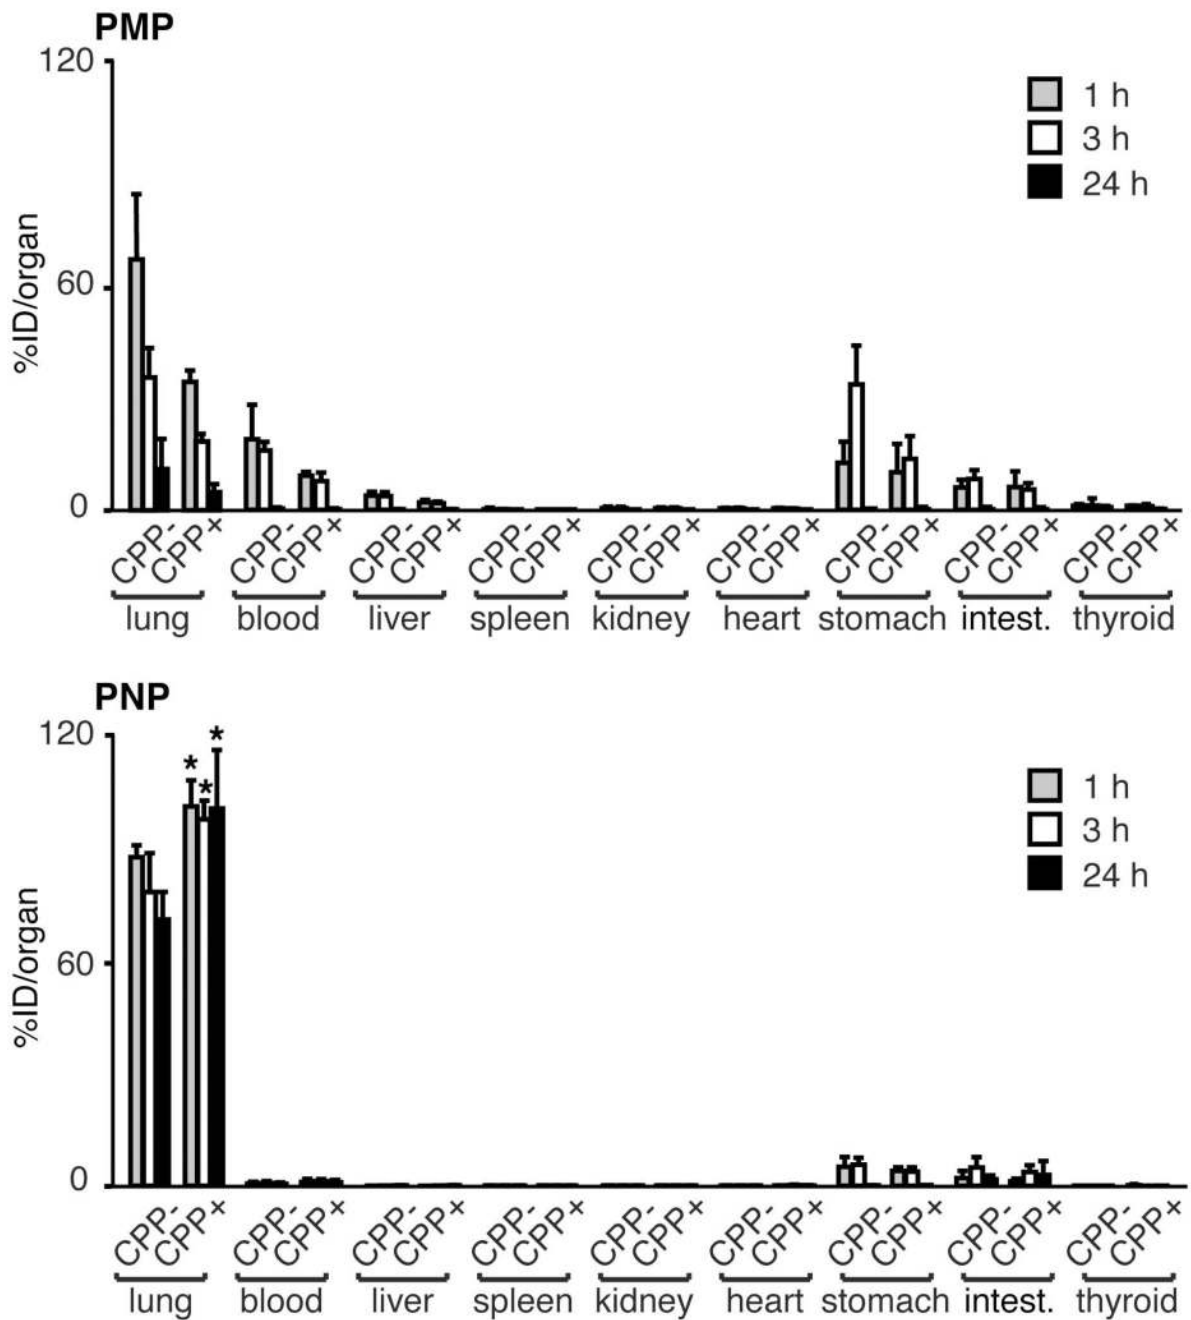 PMP
120
60
0
%ID/organ
1 h
3 h
24 h
CPP- CPP+ CPP- CPP+ CPP- CPP+ CPP- CPP+ CPP- CPP+ CPP- CPP+ CPP- CPP+ CPP- CPP+ CPP- CPP+
lung blood liver spleen kidney heart stomach intest. thyroid
PNP
120
60
0
%ID/organ
* * *
1 h
3 h
24 h
CPP- CPP+ CPP- CPP+ CPP- CPP+ CPP- CPP+ CPP- CPP+ CPP- CPP+ CPP- CPP+ CPP- CPP+ CPP- CPP+
lung blood liver spleen kidney heart stomach intest. thyroid